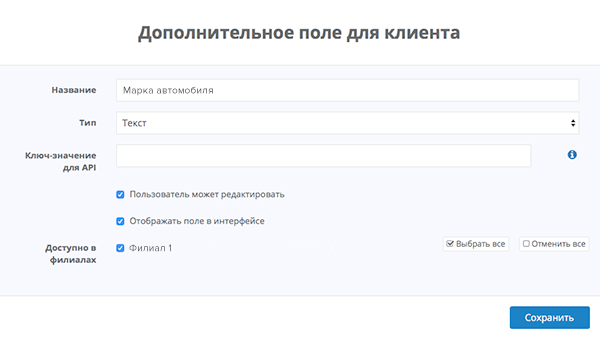 Дополнительное поле для клиента
Название
Марка автомобиля
Тип
Текст
Ключ-значение
для API
Пользователь может редактировать
Отображать поле в интерфейсе
Доступно в
филиалах
Филиал 1
Выбрать все
Отменить все
Сохранить